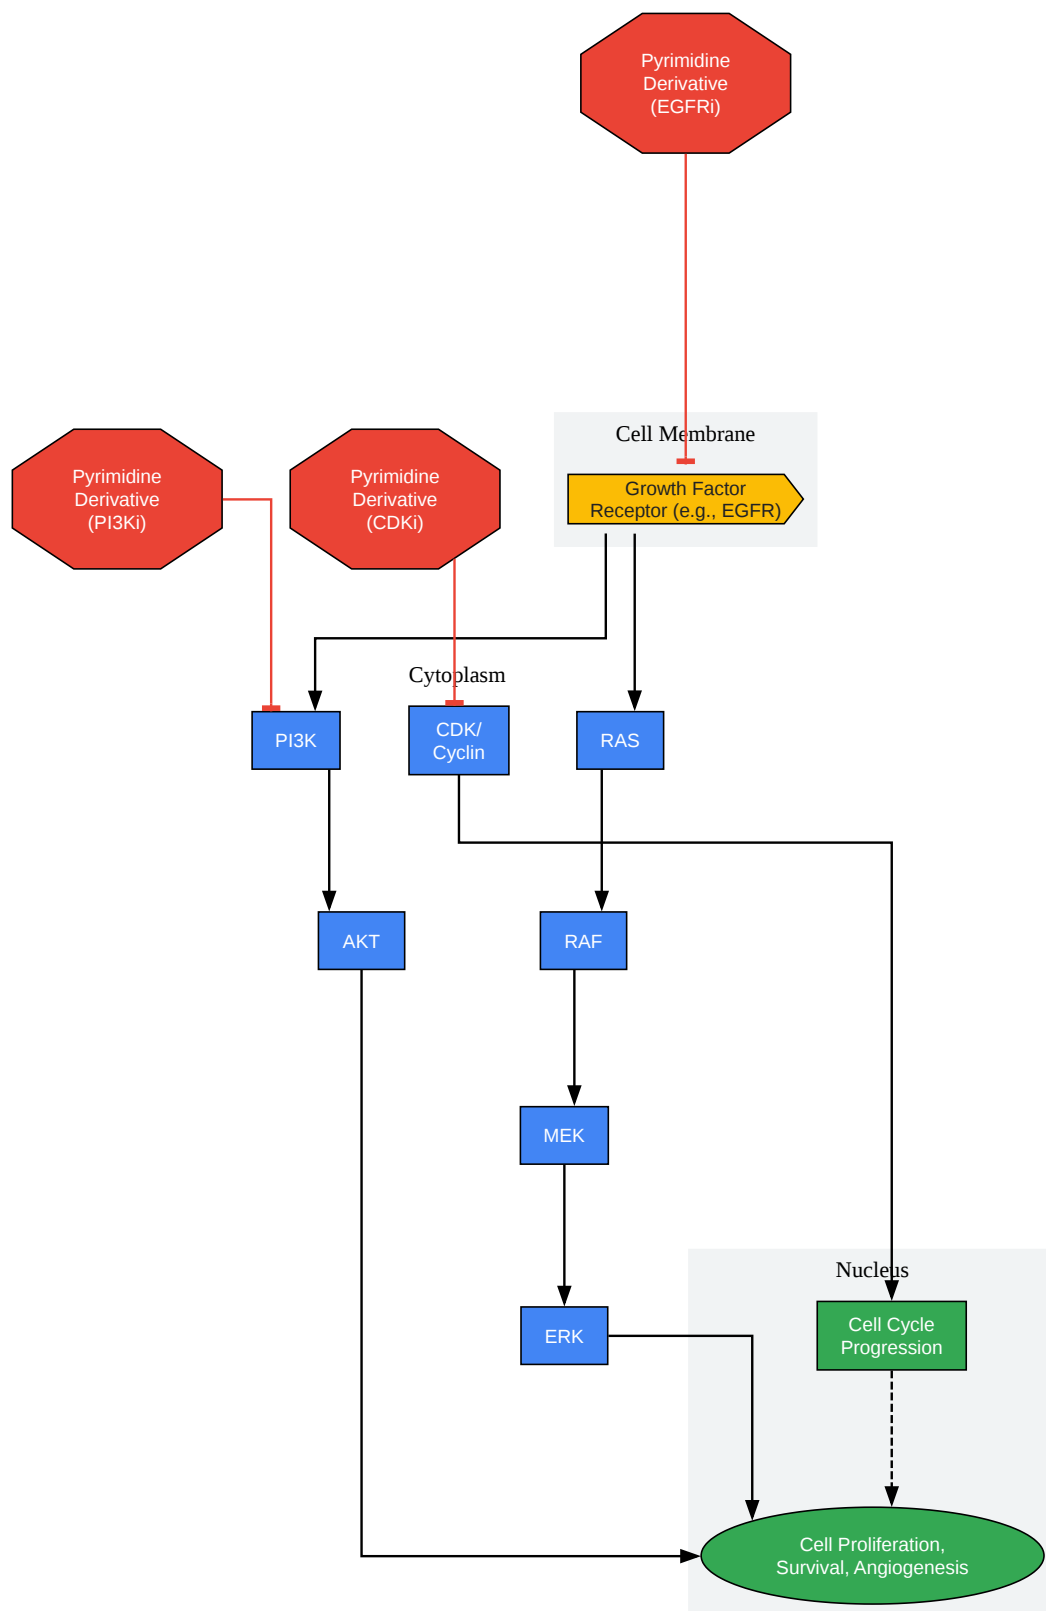 Pyrimidine
Derivative
(EGFRi)
Cell Membrane
Growth Factor
Receptor (e.g., EGFR)
Pyrimidine
Derivative
(PI3Ki)
Pyrimidine
Derivative
(CDKi)
Cytoplasm
PI3K
CDK/
Cyclin
RAS
AKT
RAF
MEK
Nucleus
Cell Cycle
Progression
ERK
Cell Proliferation,
Survival, Angiogenesis